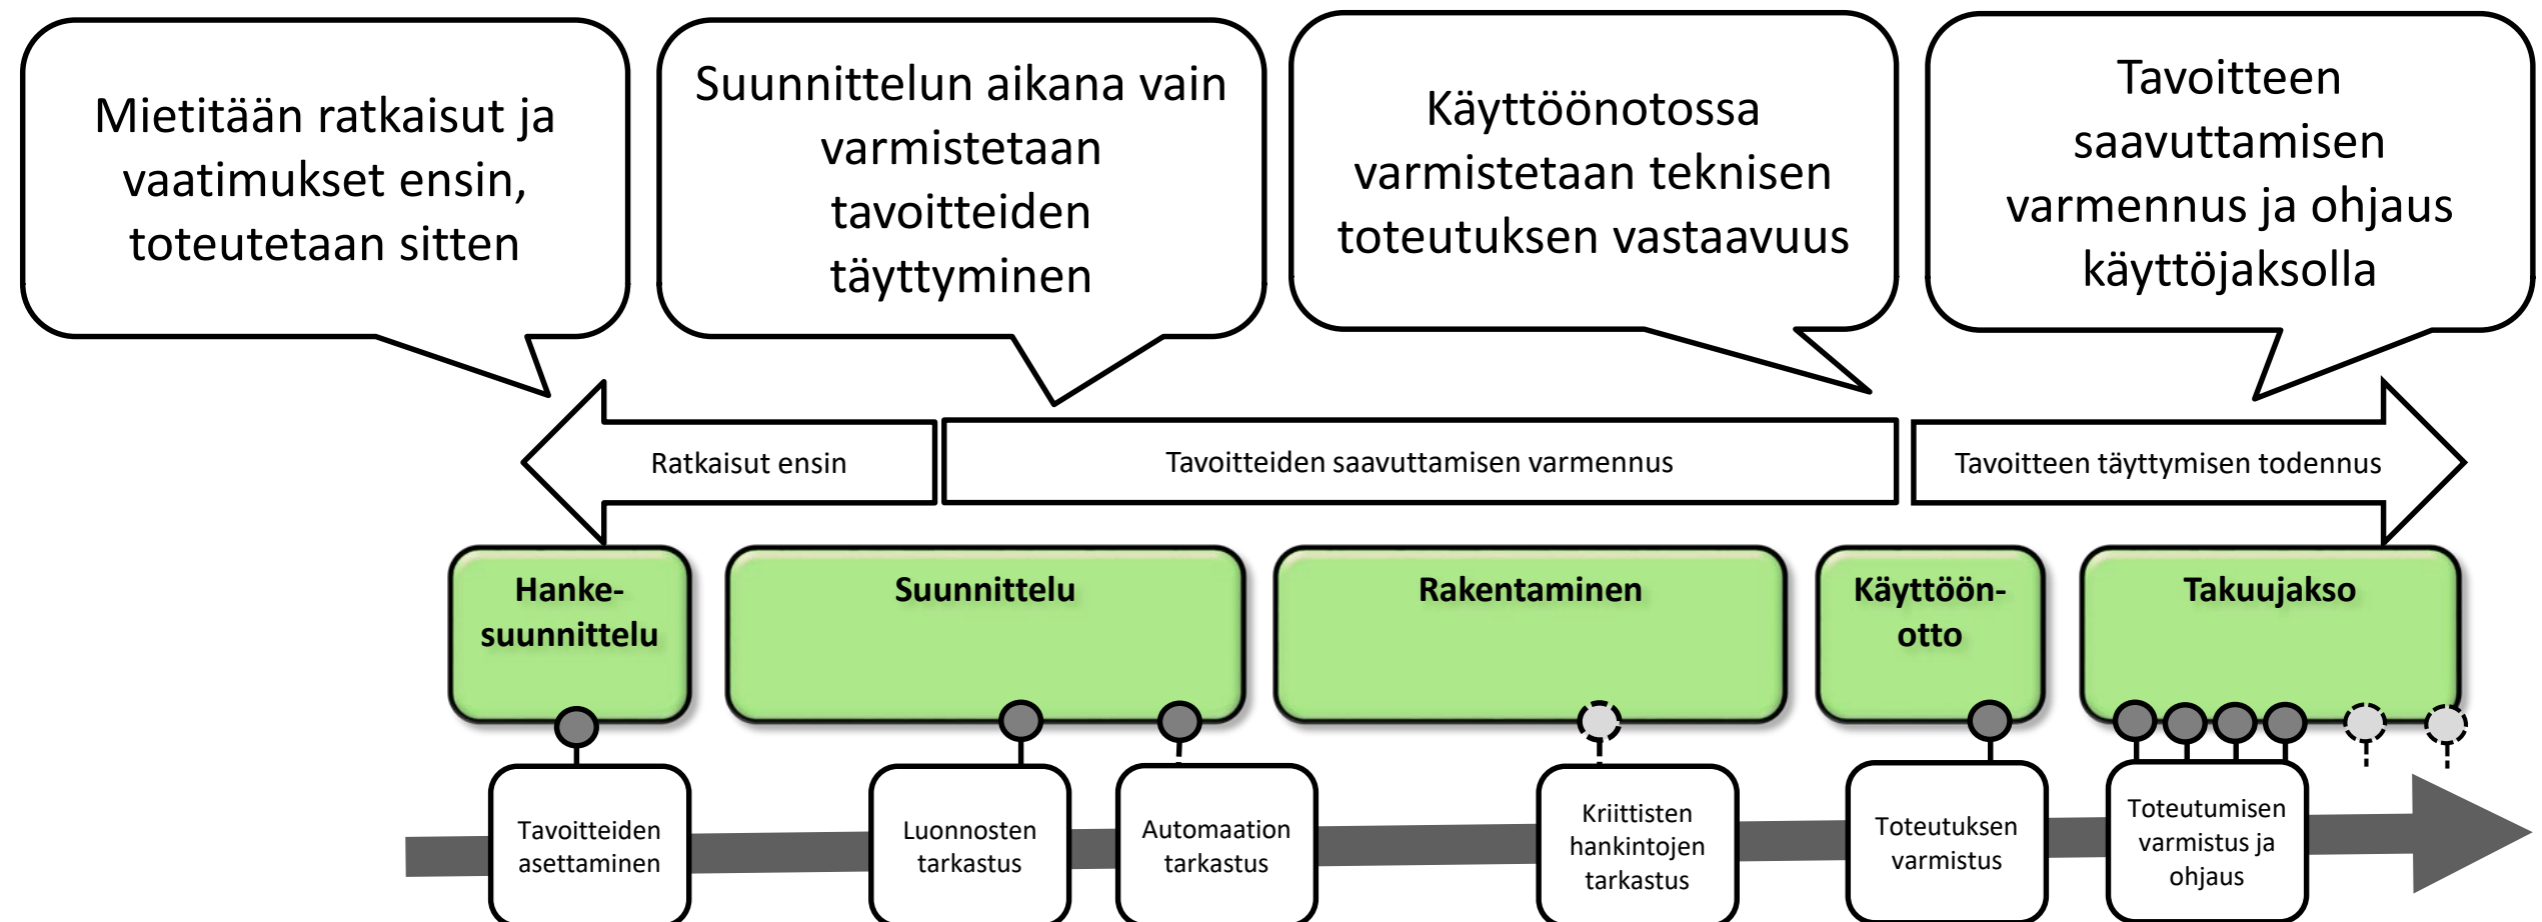 Mietitään ratkaisut ja
vaatimukset ensin,
toteutetaan sitten
Suunnittelun aikana vain
varmistetaan
tavoitteiden
täyttyminen
Käyttöönotossa
varmistetaan teknisen
toteutuksen vastaavuus
Tavoitteen
saavuttamisen
varmennus ja ohjaus
käyttöjaksolla
Ratkaisut ensin
Tavoitteiden saavuttamisen varmennus
Tavoitteen täyttymisen todennus
Hanke-
suunnittelu
Suunnittelu
Rakentaminen
Käyttöön-
otto
Takuujakso
Tavoitteiden
asettaminen
Luonnosten
tarkastus
Automaation
tarkastus
Kriittisten
hankintojen
tarkastus
Toteutuksen
varmistus
Toteutumisen
varmistus ja
ohjaus